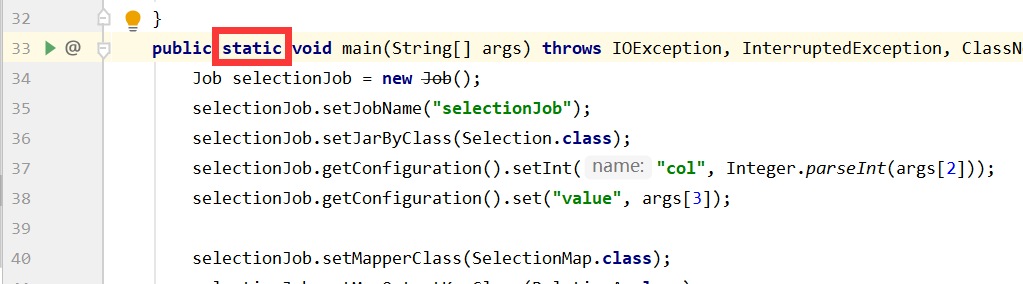 32 }
33 @ public static void main(String[] args) throws IOException, InterruptedException, ClassN
34 Job selectionJob = new Job();
35 selectionJob.setJobName("selectionJob");
36 selectionJob.setJarByClass(Selection.class);
37 selectionJob.getConfiguration().setInt( name: "col", Integer.parseInt(args[2]));
38 selectionJob.getConfiguration().set("value", args[3]);
39
40 selectionJob.setMapperClass(SelectionMap.class);